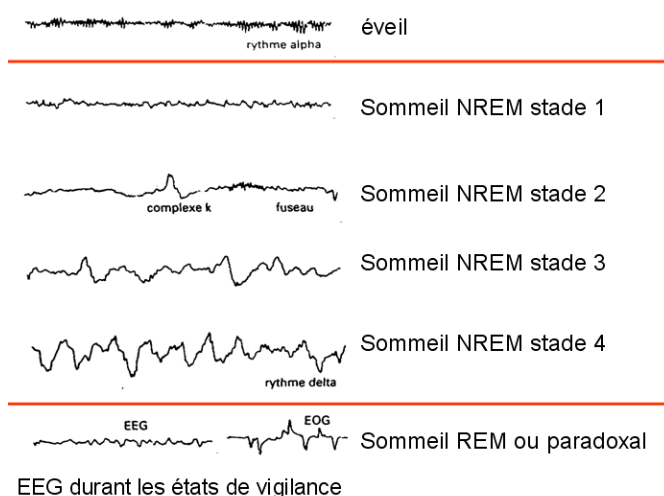 éveil
rythme alpha
Sommeil NREM stade 1
Sommeil NREM stade 2
complexe k fuseau
Sommeil NREM stade 3
Sommeil NREM stade 4
rythme delta
EEG EOG
Sommeil REM ou paradoxal
EEG durant les états de vigilance